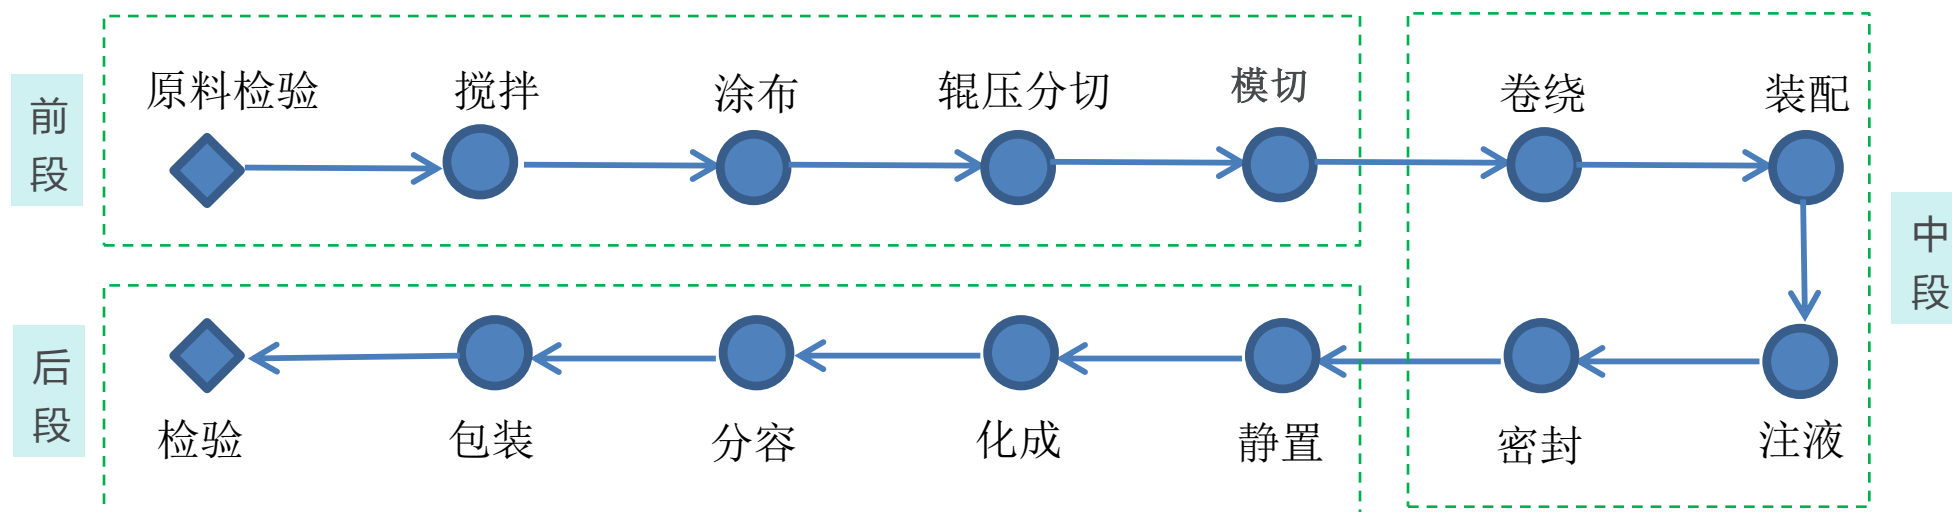 前段
原料检验
搅拌
涂布
辊压分切
模切
卷绕
装配
中段
后段
检验
包装
分容
化成
静置
密封
注液